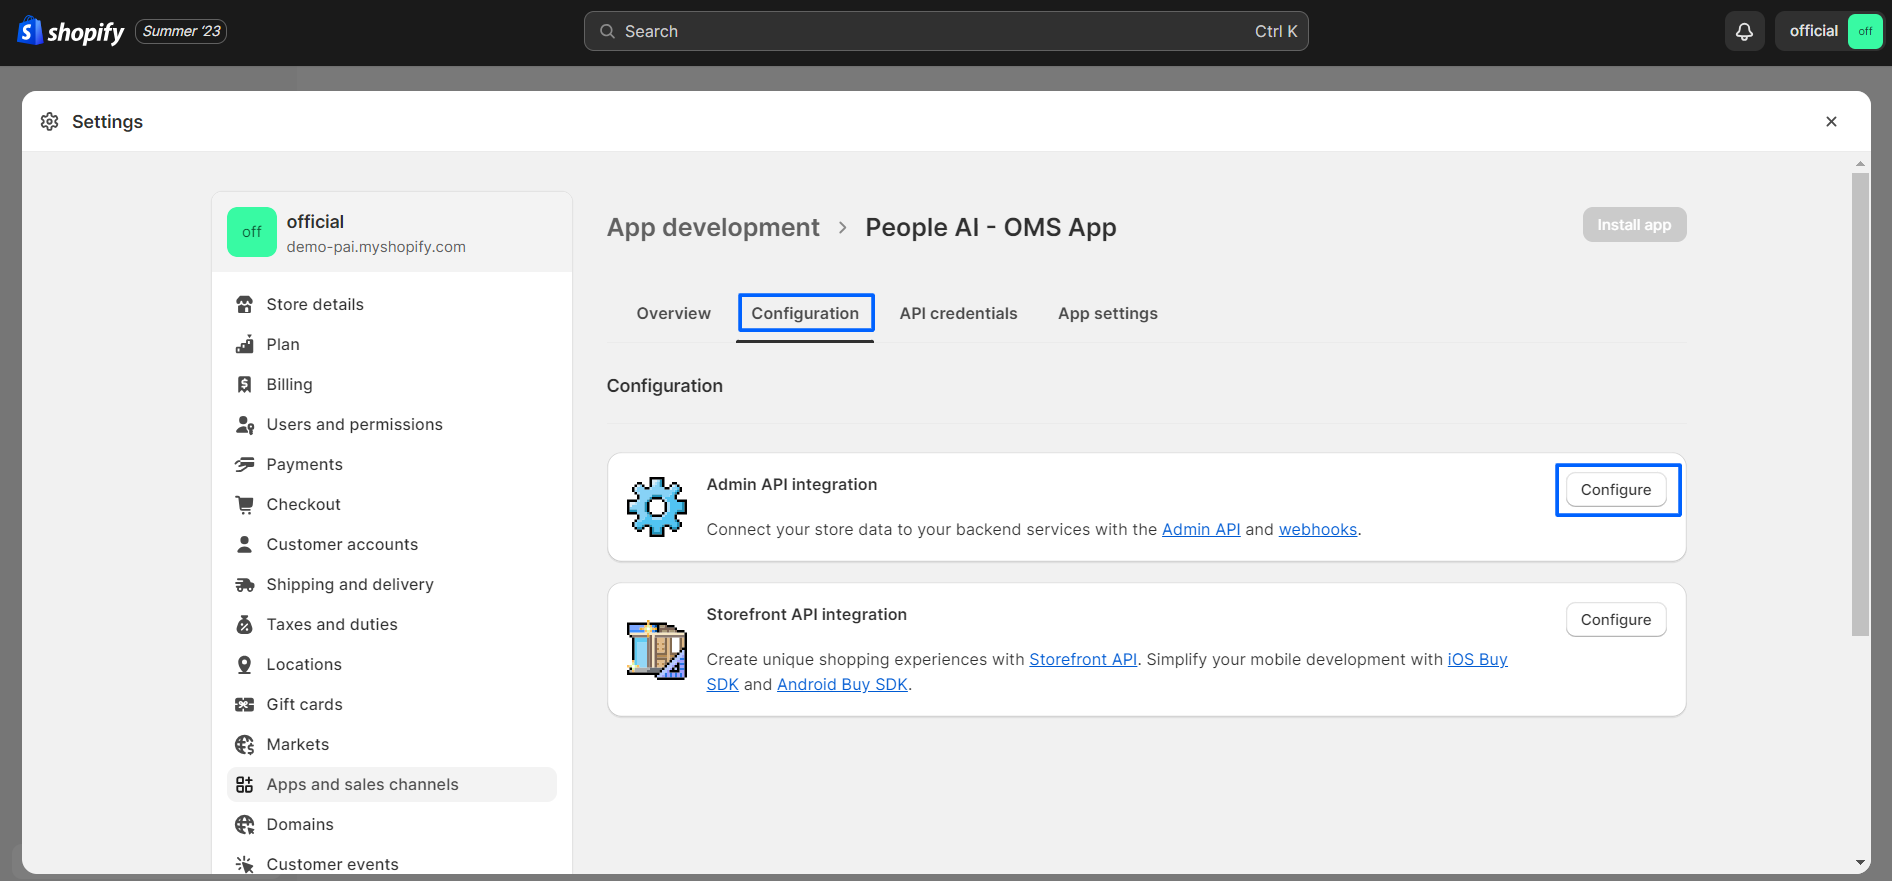 shopify Summer '23 Search Ctrl K official off
Settings
off official
demo-pai.myshopify.com
Store details
Plan
Billing
Users and permissions
Payments
Checkout
Customer accounts
Shipping and delivery
Taxes and duties
Locations
Gift cards
Markets
Apps and sales channels
Domains
Customer events
App development > People AI - OMS App Install app
Overview Configuration API credentials App settings
Configuration
Admin API integration Configure
Connect your store data to your backend services with the Admin API and webhooks.
Storefront API integration Configure
Create unique shopping experiences with Storefront API. Simplify your mobile development with iOS Buy
SDK and Android Buy SDK.